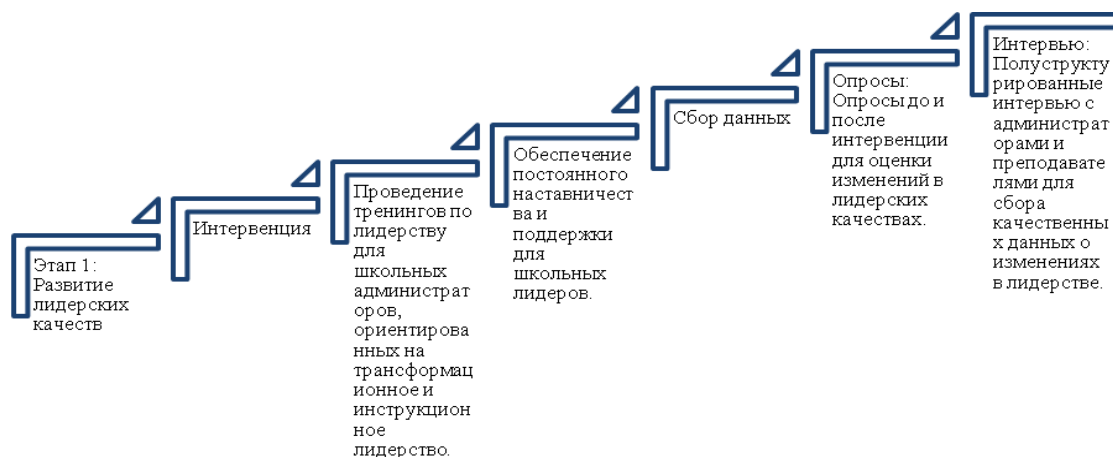 Этап 1:
Развитие
лидерских
качеств
Интервенция
Проведение
тренингов по
лидерству
для
школьных
администрат
оров,
ориентирова
нных на
трансформац
ионное и
инструкцион
ное
лидерство.
Обеспечение
постоянного
наставничест
ва и
поддержки
для
школьных
лидеров.
Сбор данных
Опросы:
Опросы до и
после
интервенции
для оценки
изменений в
лидерских
качествах.
Интервью:
Полуструкту
рированные
интервью с
администрат
орами и
преподавате
лями для
сбора
качественны
х данных о
изменениях
в лидерстве.